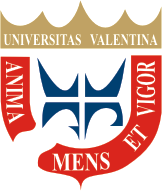 UNIVERSITAS VALENTINA
ANIMA
MENS
ET VIGOR